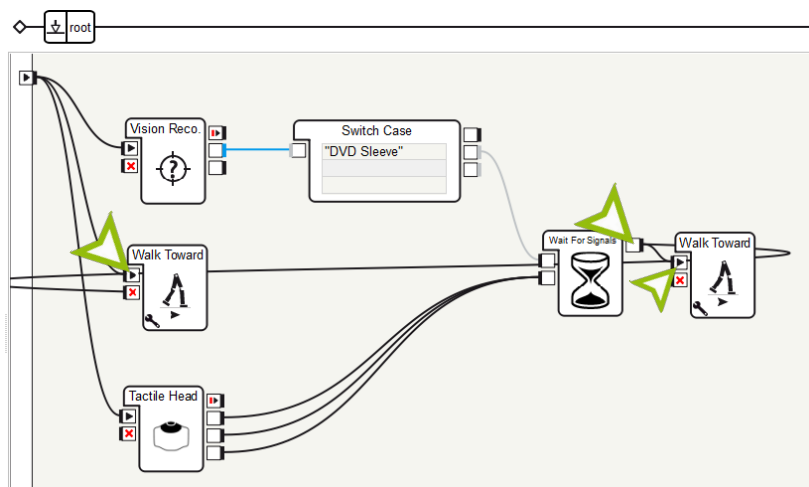 root
Vision Reco.
?
Switch Case
"DVD Sleeve"
Walk Toward
Wait For Signals
Walk Toward
Tactile Head